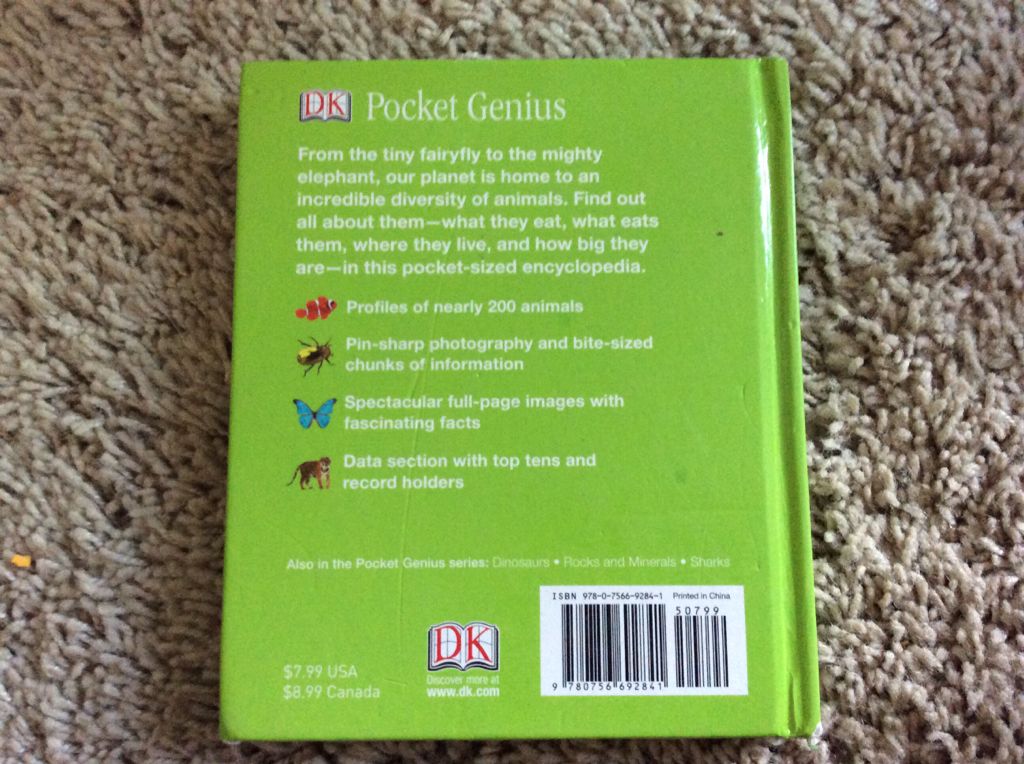 DK Pocket Genius
From the tiny fairyfly to the mighty
elephant, our planet is home to an
incredible diversity of animals. Find out
all about them—what they eat, what eats
them, where they live, and how big they
are—in this pocket-sized encyclopedia.
Profiles of nearly 200 animals
Pin-sharp photography and bite-sized
chunks of information
Spectacular full-page images with
fascinating facts
Data section with top tens and
record holders
Also in the Pocket Genius series: Dinosaurs • Rocks and Minerals • Sharks
ISBN 978-0-7566-9284-1 Printed in China
50799
9 780756 692841
DK
Discover more at
www.dk.com
$7.99 USA
$8.99 Canada